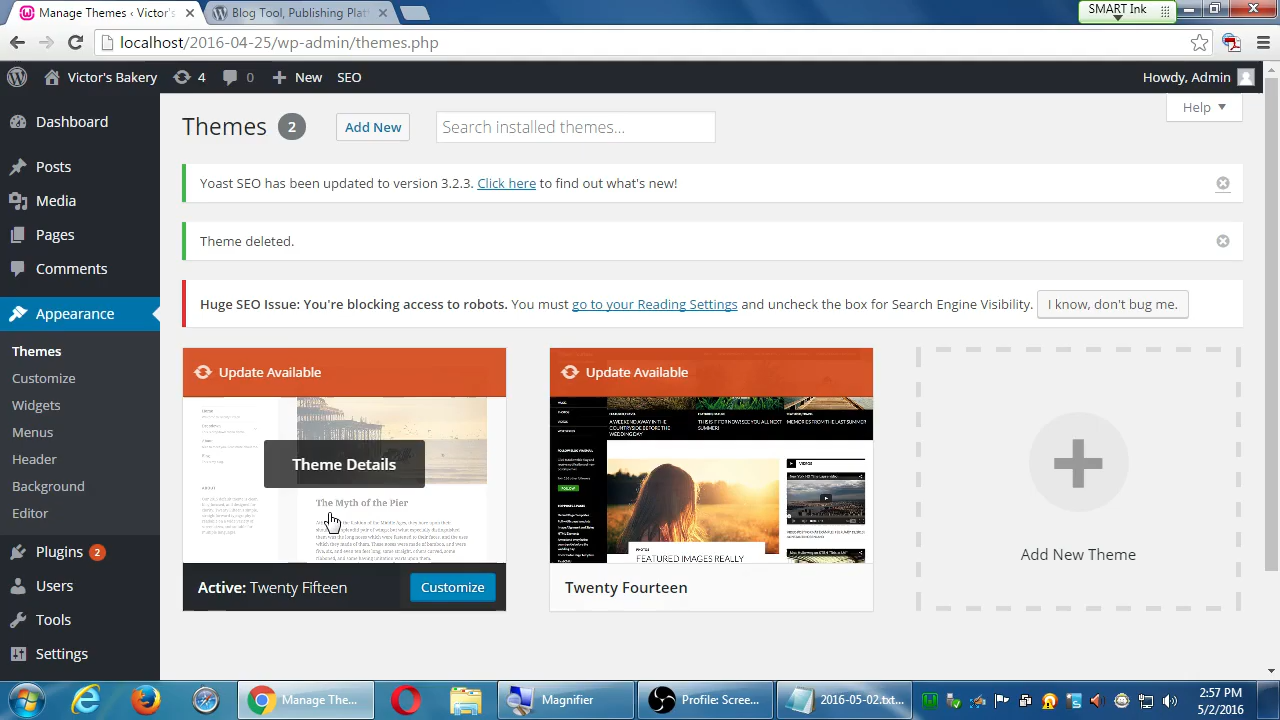 Manage Themes ‹ Victor's
Blog Tool, Publishing Platf
SMART Ink
localhost/2016-04-25/wp-admin/themes.php
Victor's Bakery
4
0
New
SEO
Howdy, Admin
Dashboard
Posts
Media
Pages
Comments
Appearance
Themes
Customize
Widgets
Menus
Header
Background
Editor
Plugins 2
Users
Tools
Settings
Themes 2
Add New
Search installed themes...
Help
Yoast SEO has been updated to version 3.2.3. Click here to find out what's new!
Theme deleted.
Huge SEO Issue: You're blocking access to robots. You must go to your Reading Settings and uncheck the box for Search Engine Visibility.
I know, don't bug me.
Update Available
Theme Details
The Myth of the Pier
Active: Twenty Fifteen
Customize
Update Available
FEATURED IMAGES REALLY
Twenty Fourteen
Add New Theme
Manage The...
Magnifier
Profile: Scree...
2016-05-02.txt...
2:57 PM
5/2/2016